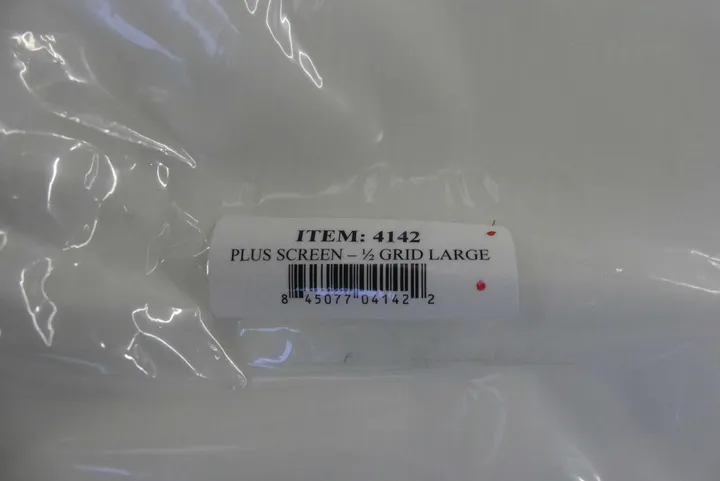 ITEM: 4142
PLUS SCREEN – ½ GRID LARGE
8 45077 04142 2